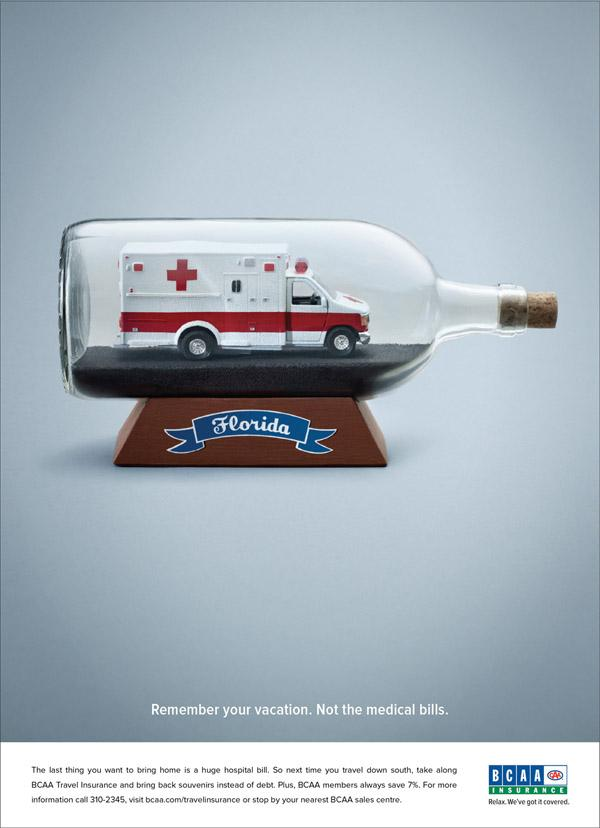 Florida
Remember your vacation. Not the medical bills.
The last thing you want to bring home is a huge hospital bill. So next time you travel down south, take along
BCAA Travel Insurance and bring back souvenirs instead of debt. Plus, BCAA members always save 7%. For more
information call 310-2345, visit bcaa.com/travelinsurance or stop by your nearest BCAA sales centre.
BCAA CAA
INSURANCE
Relax. We've got it covered.